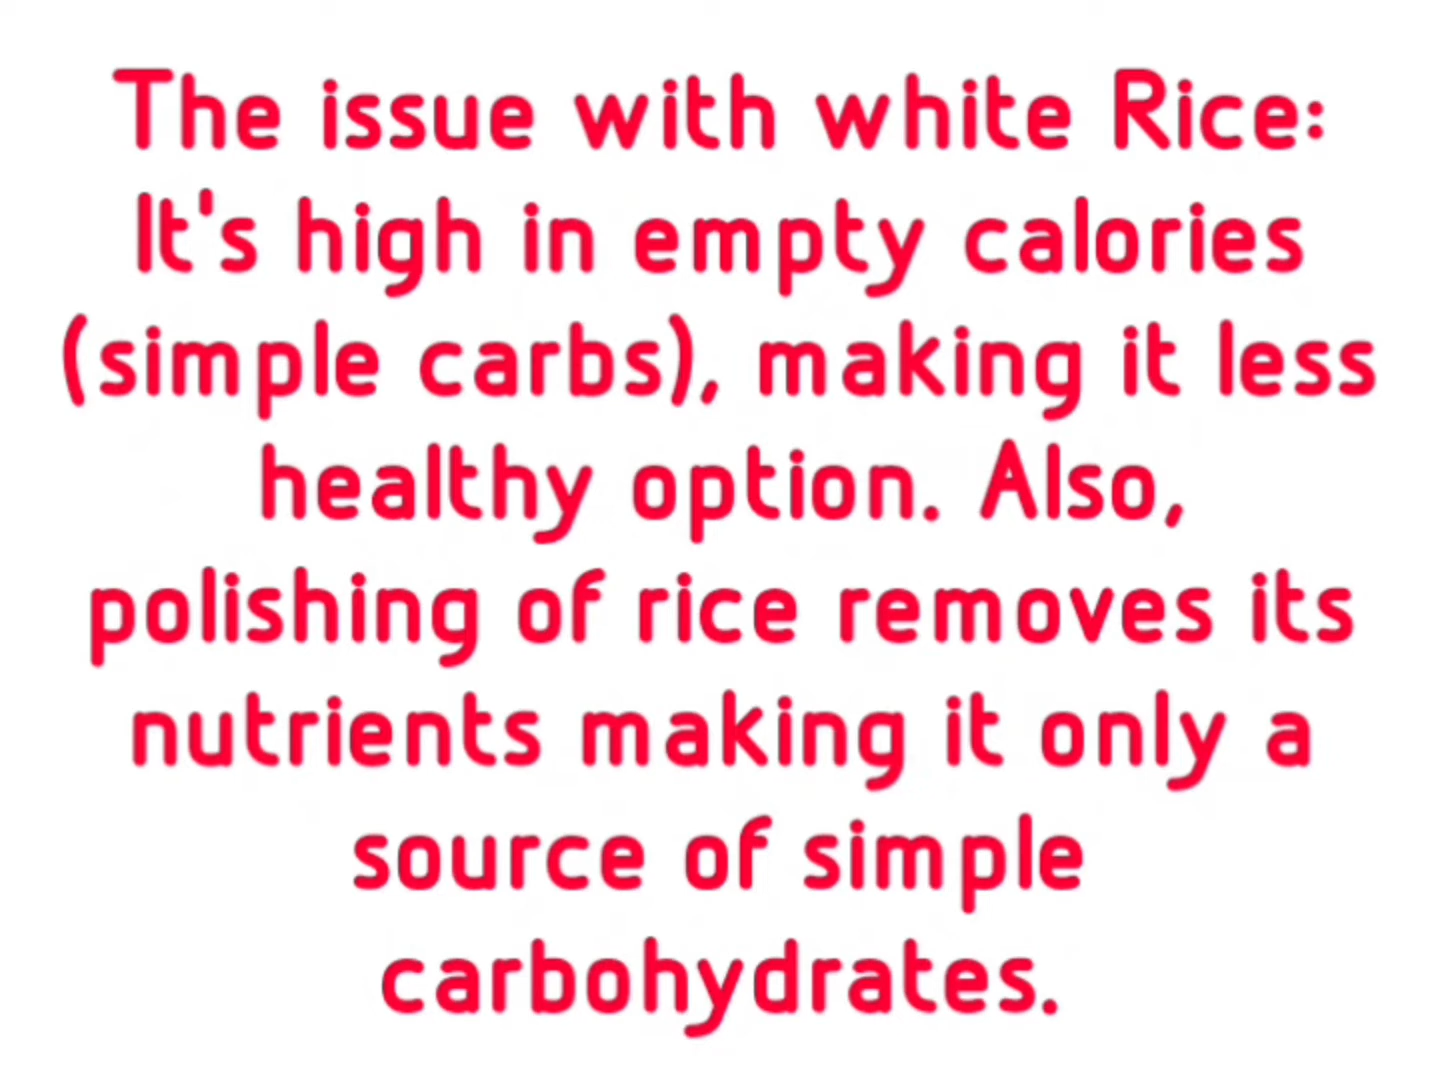 The issue with white Rice:
It's high in empty calories
(simple carbs), making it less
healthy option. Also,
polishing of rice removes its
nutrients making it only a
source of simple
carbohydrates.